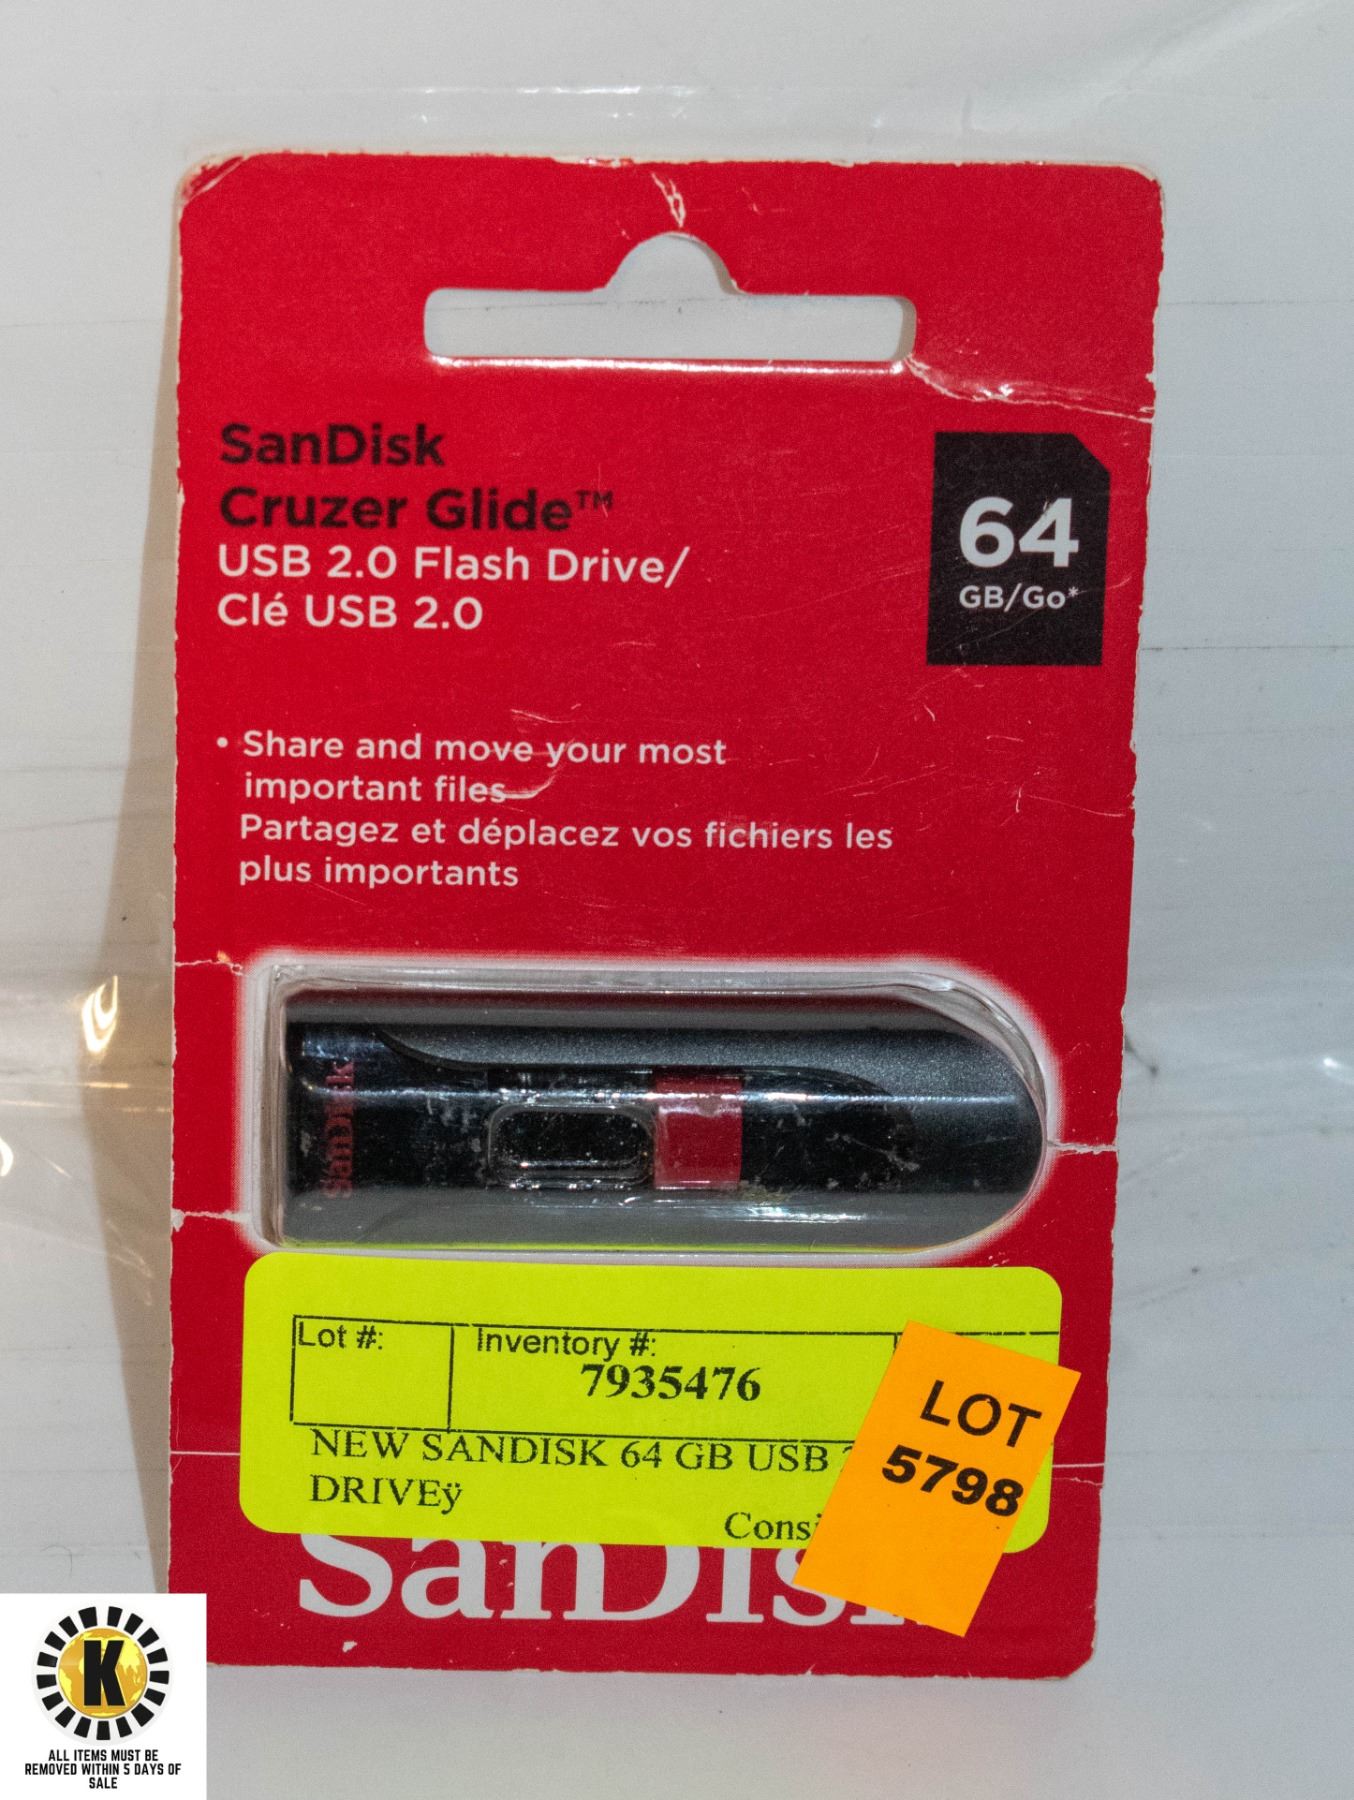 SanDisk
Cruzer Glide™
USB 2.0 Flash Drive/
Clé USB 2.0
64
GB/Go*
• Share and move your most
important files
Partagez et déplacez vos fichiers les
plus importants
SanDisk
Lot #:
Inventory #:
7935476
NEW SANDISK 64 GB USB
DRIVEÿ
LOT
5798
SanDisk
K
ALL ITEMS MUST BE
REMOVED WITHIN 5 DAYS OF
SALE